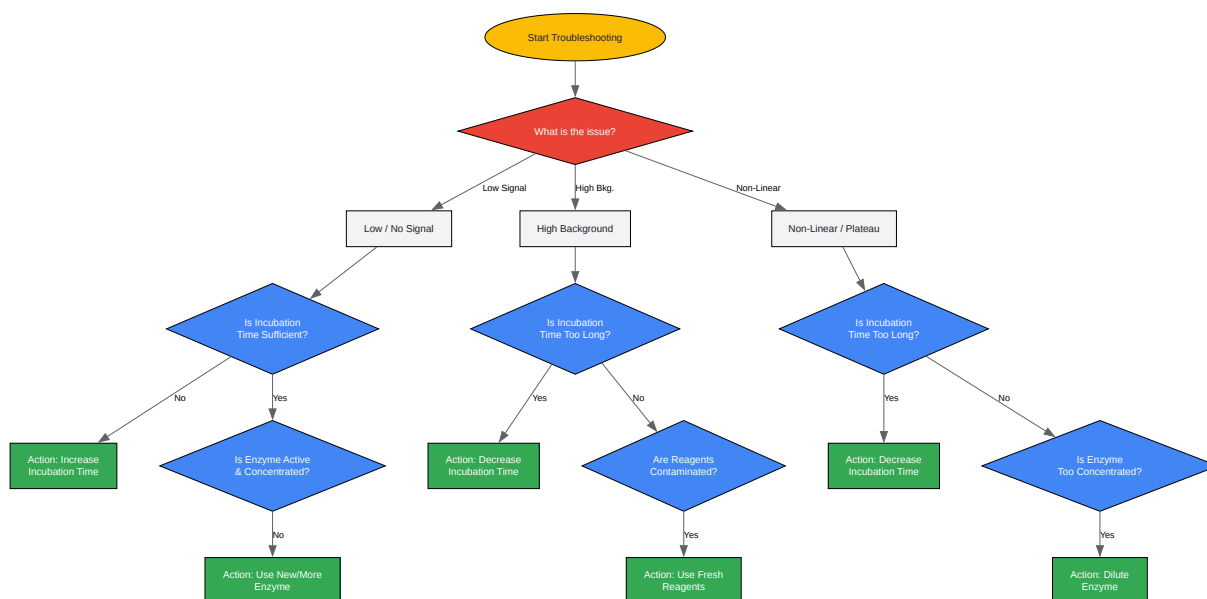 Start Troubleshooting
What is the issue?
Low Signal
High Bkg.
Non-Linear
Low / No Signal
High Background
Non-Linear / Plateau
Is Incubation
Time Sufficient?
Is Incubation
Time Too Long?
Is Incubation
Time Too Long?
No
Yes
Yes
No
Yes
No
Action: Increase
Incubation Time
Is Enzyme Active
& Concentrated?
Action: Decrease
Incubation Time
Are Reagents
Contaminated?
Action: Decrease
Incubation Time
Is Enzyme
Too Concentrated?
No
Yes
Yes
Action: Use New/More
Enzyme
Action: Use Fresh
Reagents
Action: Dilute
Enzyme